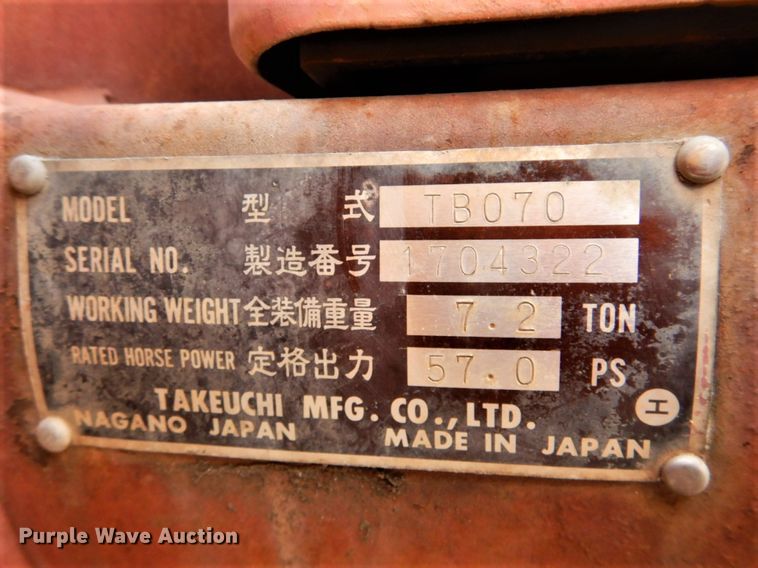 MODEL 型 式 TB070
SERIAL NO. 製造番号 1704322
WORKING WEIGHT 全装備重量 7.2 TON
RATED HORSE POWER 定格出力 57.0 PS
TAKEUCHI MFG. CO., LTD. H
NAGANO JAPAN MADE IN JAPAN
Purple Wave Auction